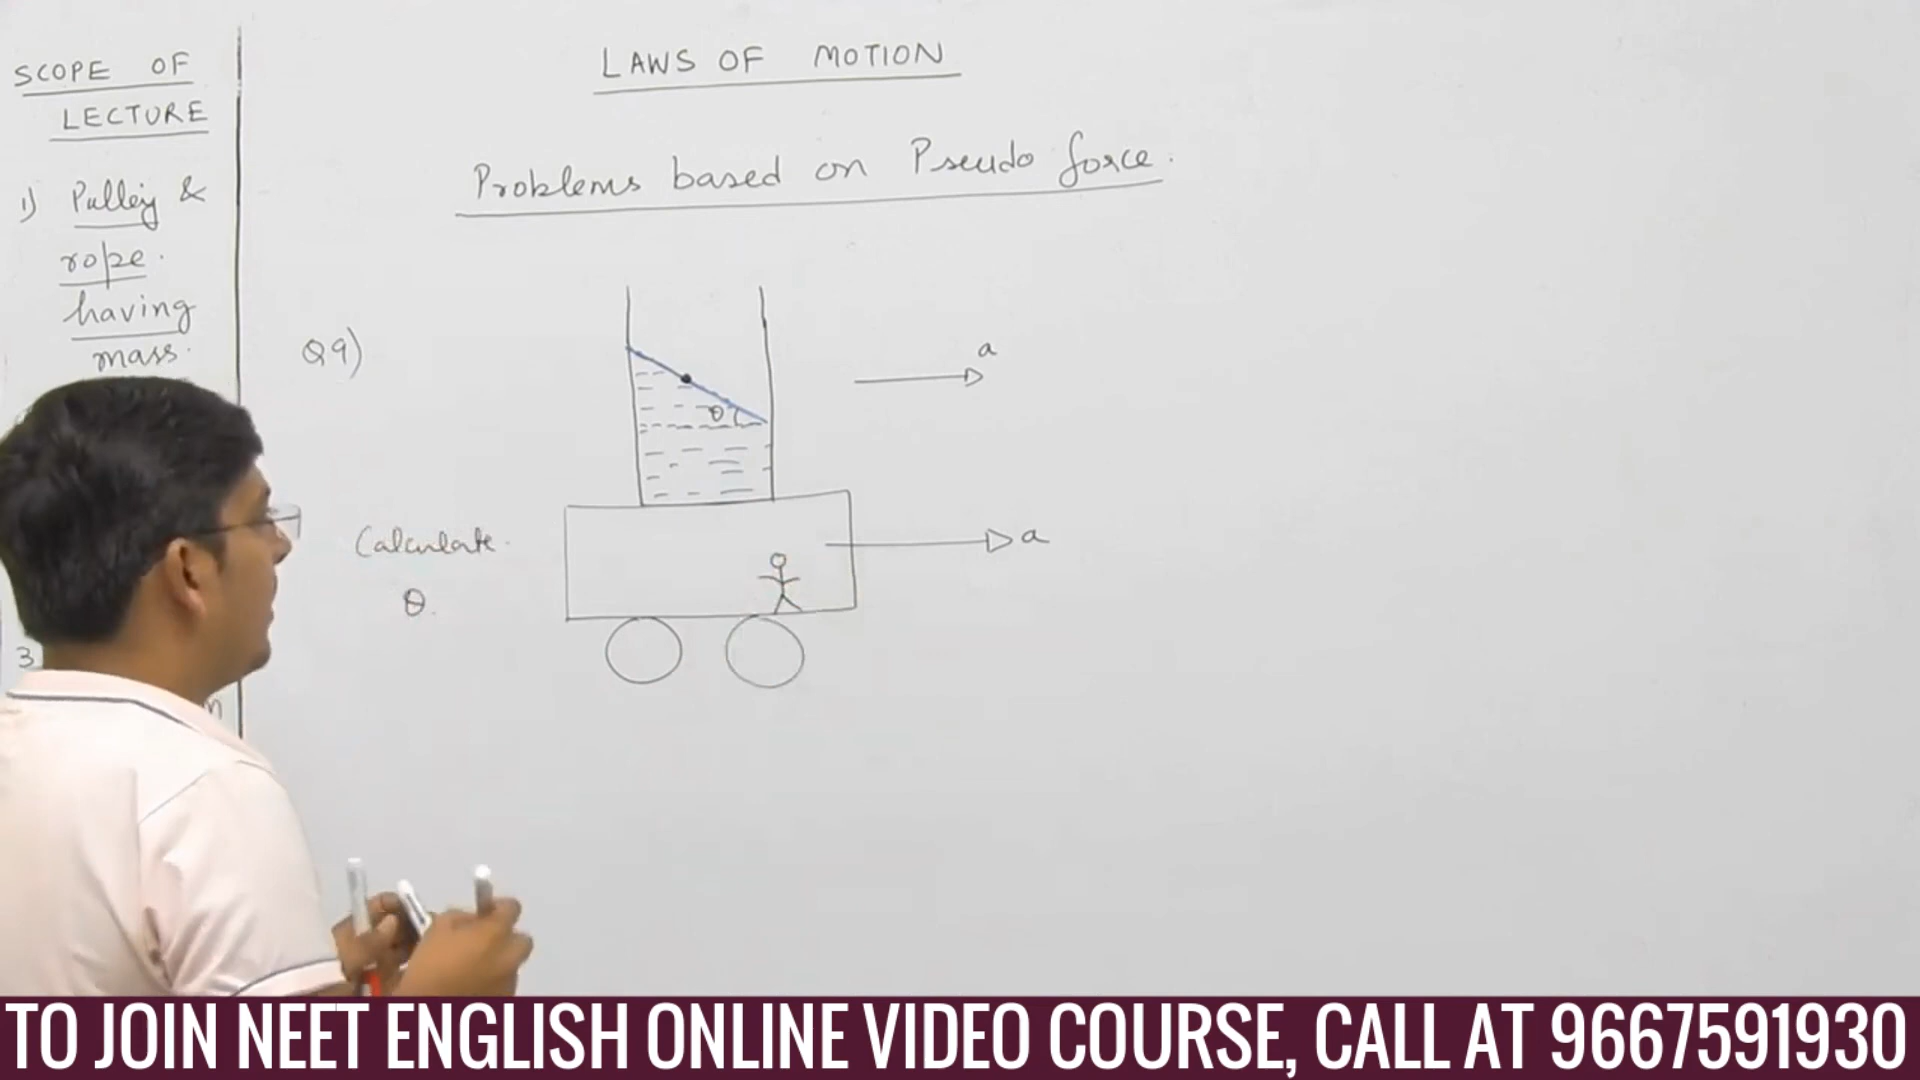 SCOPE OF
LECTURE
1) Pulley &
rope.
having
mass.
3
n
LAWS OF MOTION
Problems based on Pseudo force.
Q9)
a
θ
Calculate.
θ.
a
TO JOIN NEET ENGLISH ONLINE VIDEO COURSE, CALL AT 9667591930